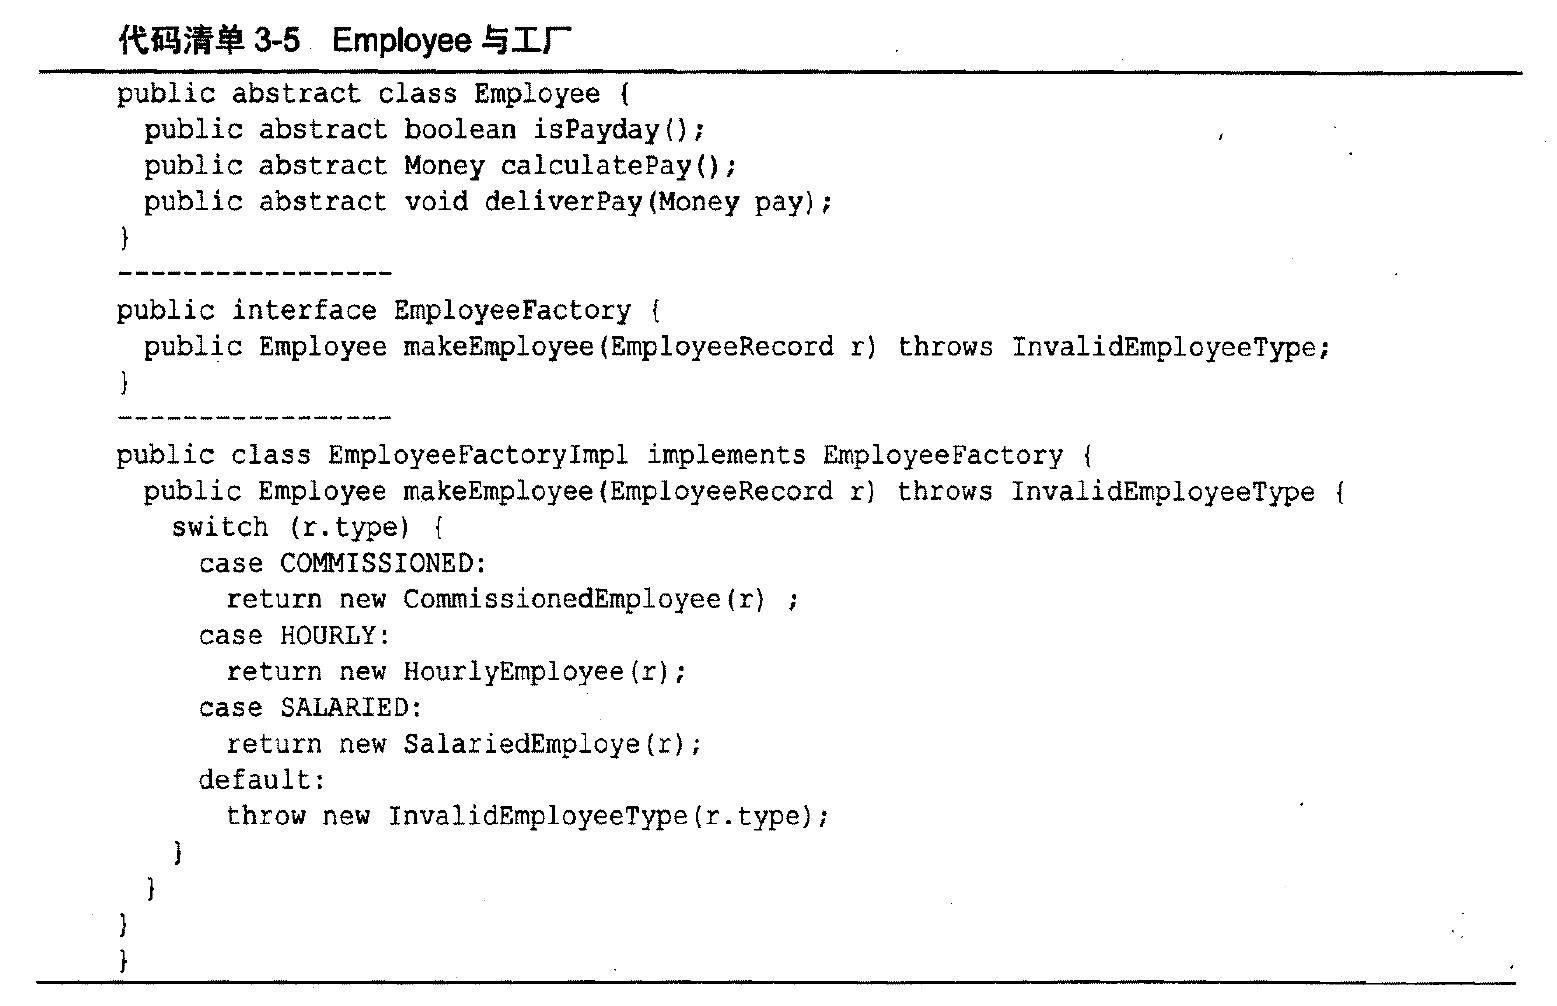 代码清单 3-5 Employee 与工厂
public abstract class Employee {
  public abstract boolean isPayday();
  public abstract Money calculatePay();
  public abstract void deliverPay(Money pay);
}
-----------------
public interface EmployeeFactory {
  public Employee makeEmployee(EmployeeRecord r) throws InvalidEmployeeType;
}
-----------------
public class EmployeeFactoryImpl implements EmployeeFactory {
  public Employee makeEmployee(EmployeeRecord r) throws InvalidEmployeeType {
    switch (r.type) {
      case COMMISSIONED:
        return new CommissionedEmployee(r) ;
      case HOURLY:
        return new HourlyEmployee(r);
      case SALARIED:
        return new SalariedEmploye(r);
      default:
        throw new InvalidEmployeeType(r.type);
    }
  }
}
}